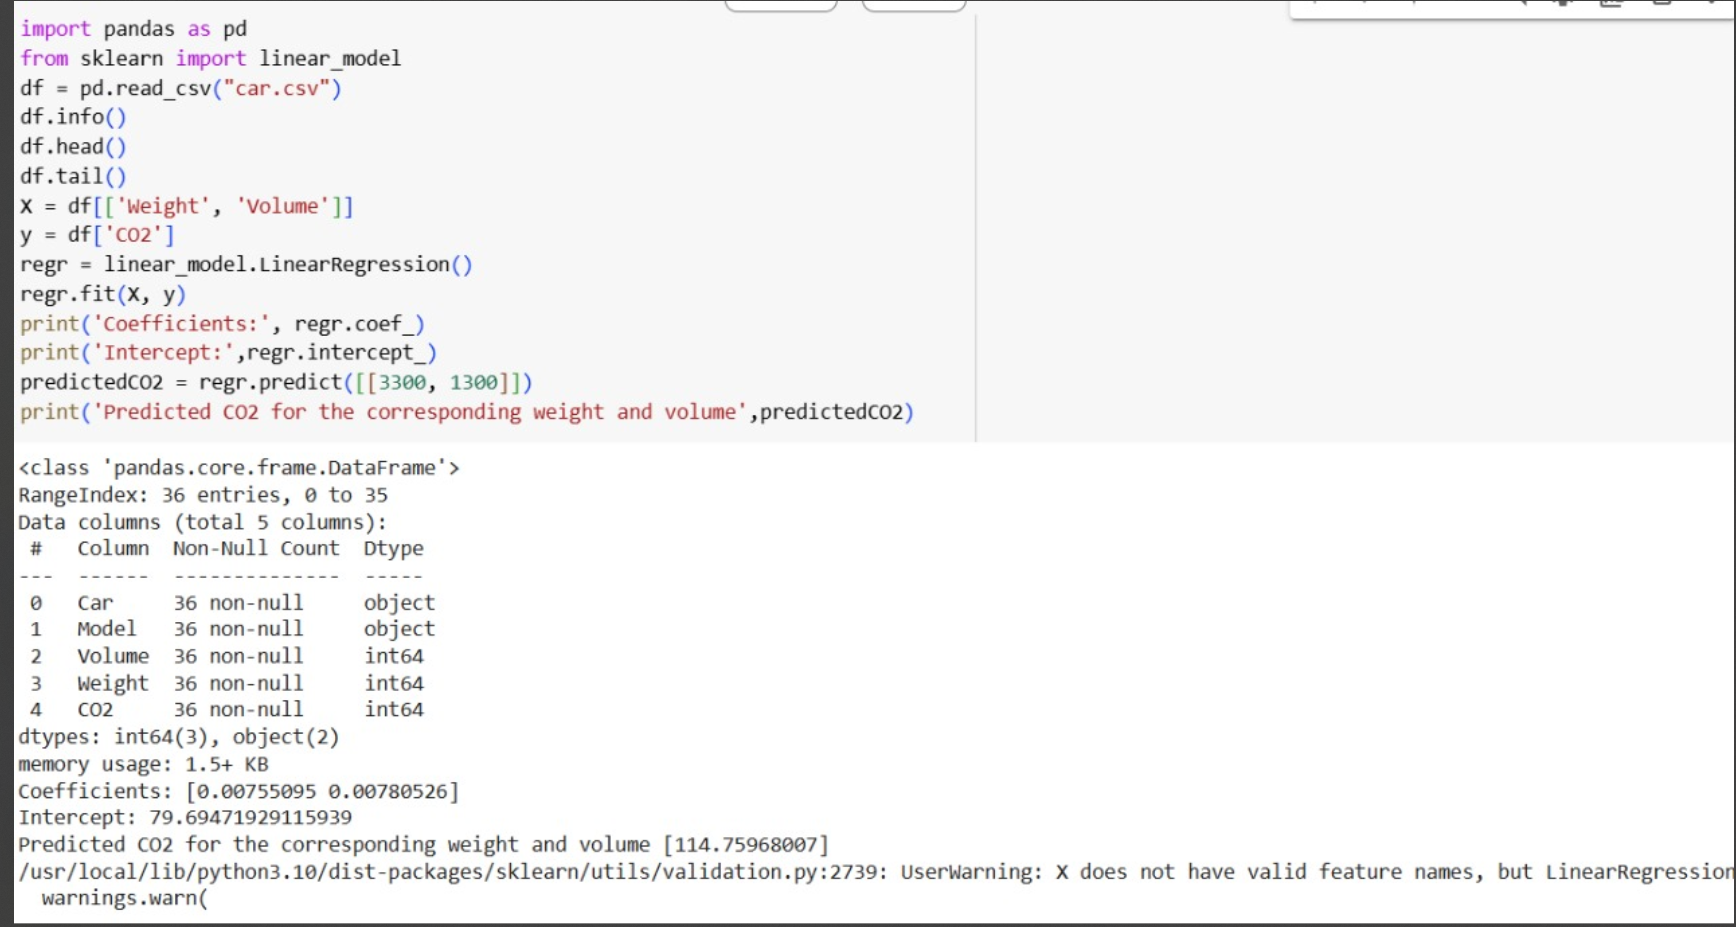 import pandas as pd
from sklearn import linear_model
df = pd.read_csv("car.csv")
df.info()
df.head()
df.tail()
X = df[['Weight', 'Volume']]
y = df['CO2']
regr = linear_model.LinearRegression()
regr.fit(X, y)
print('Coefficients:', regr.coef_)
print('Intercept:',regr.intercept_)
predictedCO2 = regr.predict([[3300, 1300]])
print('Predicted CO2 for the corresponding weight and volume',predictedCO2)
<class 'pandas.core.frame.DataFrame'>
RangeIndex: 36 entries, 0 to 35
Data columns (total 5 columns):
 #   Column  Non-Null Count  Dtype
---  ------  --------------  -----
 0   Car     36 non-null     object
 1   Model   36 non-null     object
 2   Volume  36 non-null     int64
 3   Weight  36 non-null     int64
 4   CO2     36 non-null     int64
dtypes: int64(3), object(2)
memory usage: 1.5+ KB
Coefficients: [0.00755095 0.00780526]
Intercept: 79.69471929115939
Predicted CO2 for the corresponding weight and volume [114.75968007]
/usr/local/lib/python3.10/dist-packages/sklearn/utils/validation.py:2739: UserWarning: X does not have valid feature names, but LinearRegression
  warnings.warn(